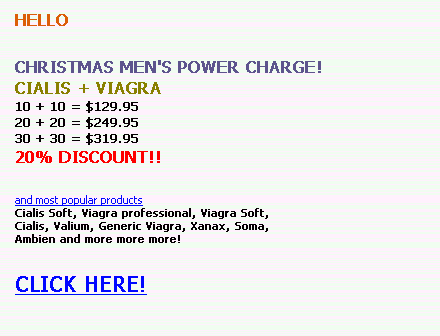 HELLO
CHRISTMAS MEN'S POWER CHARGE!
CIALIS + VIAGRA
10 + 10 = $129.95
20 + 20 = $249.95
30 + 30 = $319.95
20% DISCOUNT!!
and most popular products
Cialis Soft, Viagra professional, Viagra Soft,
Cialis, Valium, Generic Viagra, Xanax, Soma,
Ambien and more more more!
CLICK HERE!